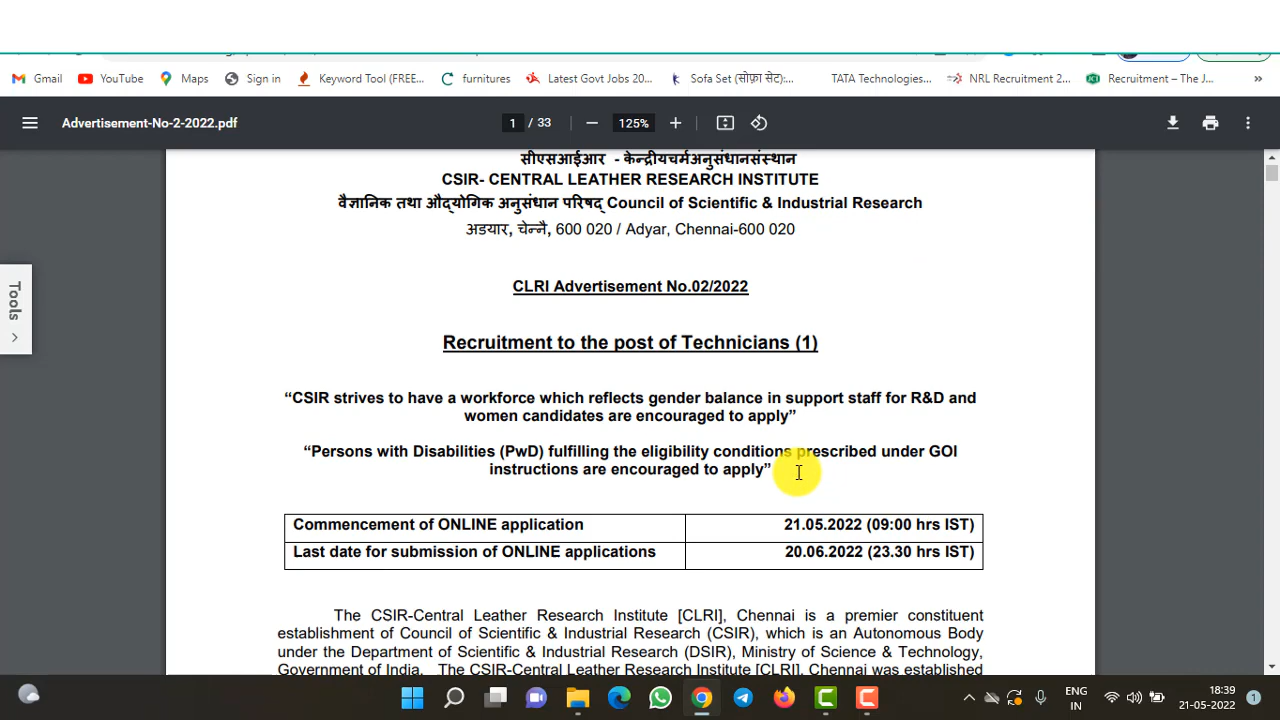 Gmail YouTube Maps Sign in Keyword Tool (FREE... furnitures Latest Govt Jobs 20... Sofa Set (सोफ़ा सेट:... TATA Technologies... NRL Recruitment 2... Recruitment – The J... »
Advertisement-No-2-2022.pdf 1 / 33 125%
सीएसआईआर - केन्द्रीयचर्मअनुसंधानसंस्थान
CSIR- CENTRAL LEATHER RESEARCH INSTITUTE
वैज्ञानिक तथा औद्योगिक अनुसंधान परिषद् Council of Scientific & Industrial Research
अडयार, चेन्नै, 600 020 / Adyar, Chennai-600 020
CLRI Advertisement No.02/2022
Recruitment to the post of Technicians (1)
“CSIR strives to have a workforce which reflects gender balance in support staff for R&D and
women candidates are encouraged to apply”
“Persons with Disabilities (PwD) fulfilling the eligibility conditions prescribed under GOI
instructions are encouraged to apply”
Commencement of ONLINE application 21.05.2022 (09:00 hrs IST)
Last date for submission of ONLINE applications 20.06.2022 (23.30 hrs IST)
The CSIR-Central Leather Research Institute [CLRI], Chennai is a premier constituent
establishment of Council of Scientific & Industrial Research (CSIR), which is an Autonomous Body
under the Department of Scientific & Industrial Research (DSIR), Ministry of Science & Technology,
Government of India. The CSIR-Central Leather Research Institute [CLRI], Chennai was established
Tools
ENG
IN
18:39
21-05-2022
1